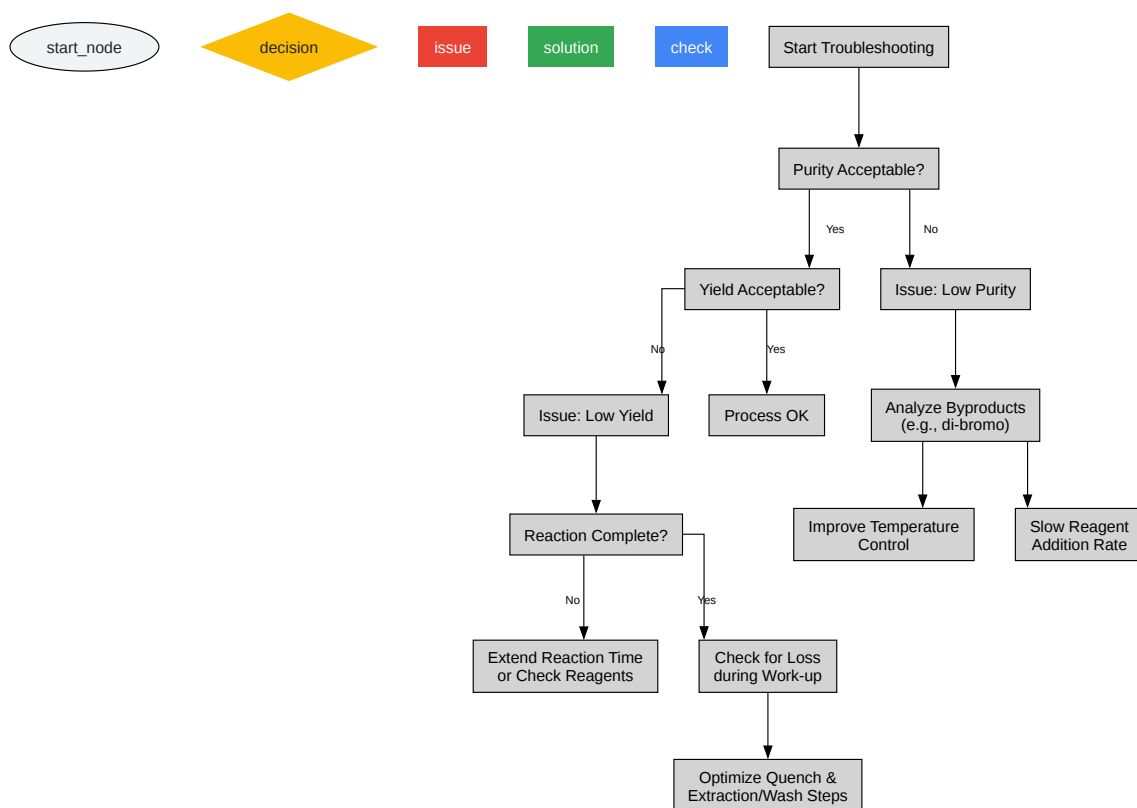 start_node
decision
issue
solution
check
Start Troubleshooting
Purity Acceptable?
Yes
No
Yield Acceptable?
Issue: Low Purity
No
Yes
Issue: Low Yield
Process OK
Analyze Byproducts
(e.g., di-bromo)
Reaction Complete?
Improve Temperature
Control
Slow Reagent
Addition Rate
No
Yes
Extend Reaction Time
or Check Reagents
Check for Loss
during Work-up
Optimize Quench &
Extraction/Wash Steps